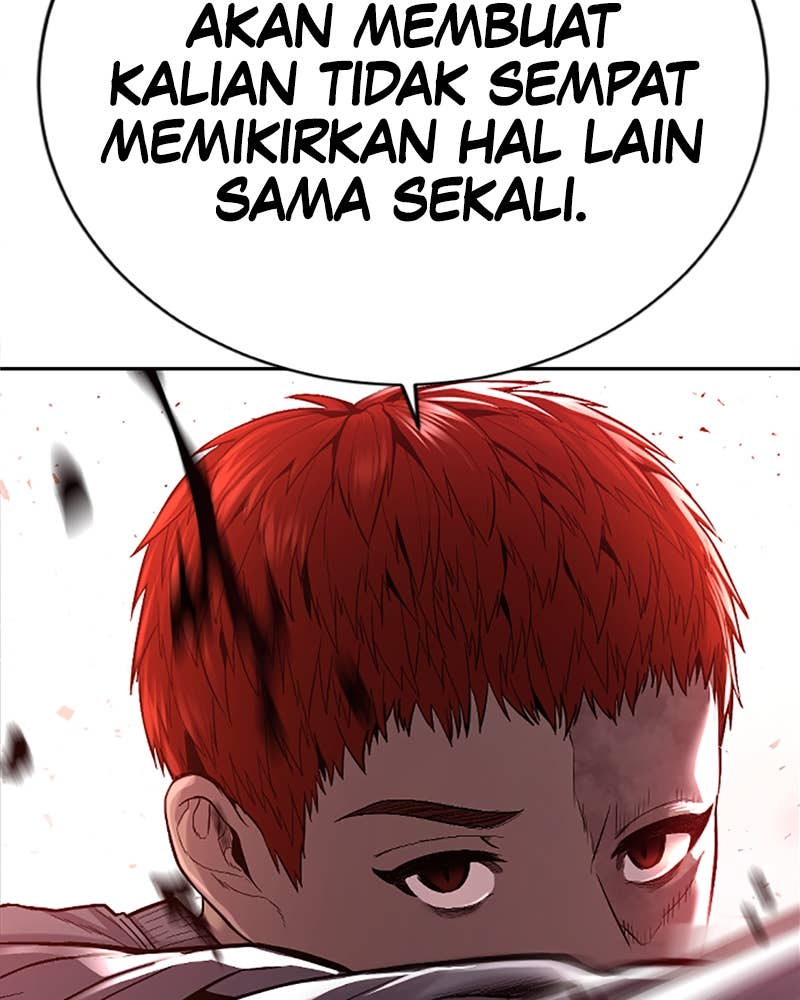 AKAN MEMBUAT
KALIAN TIDAK SEMPAT
MEMIKIRKAN HAL LAIN
SAMA SEKALI.